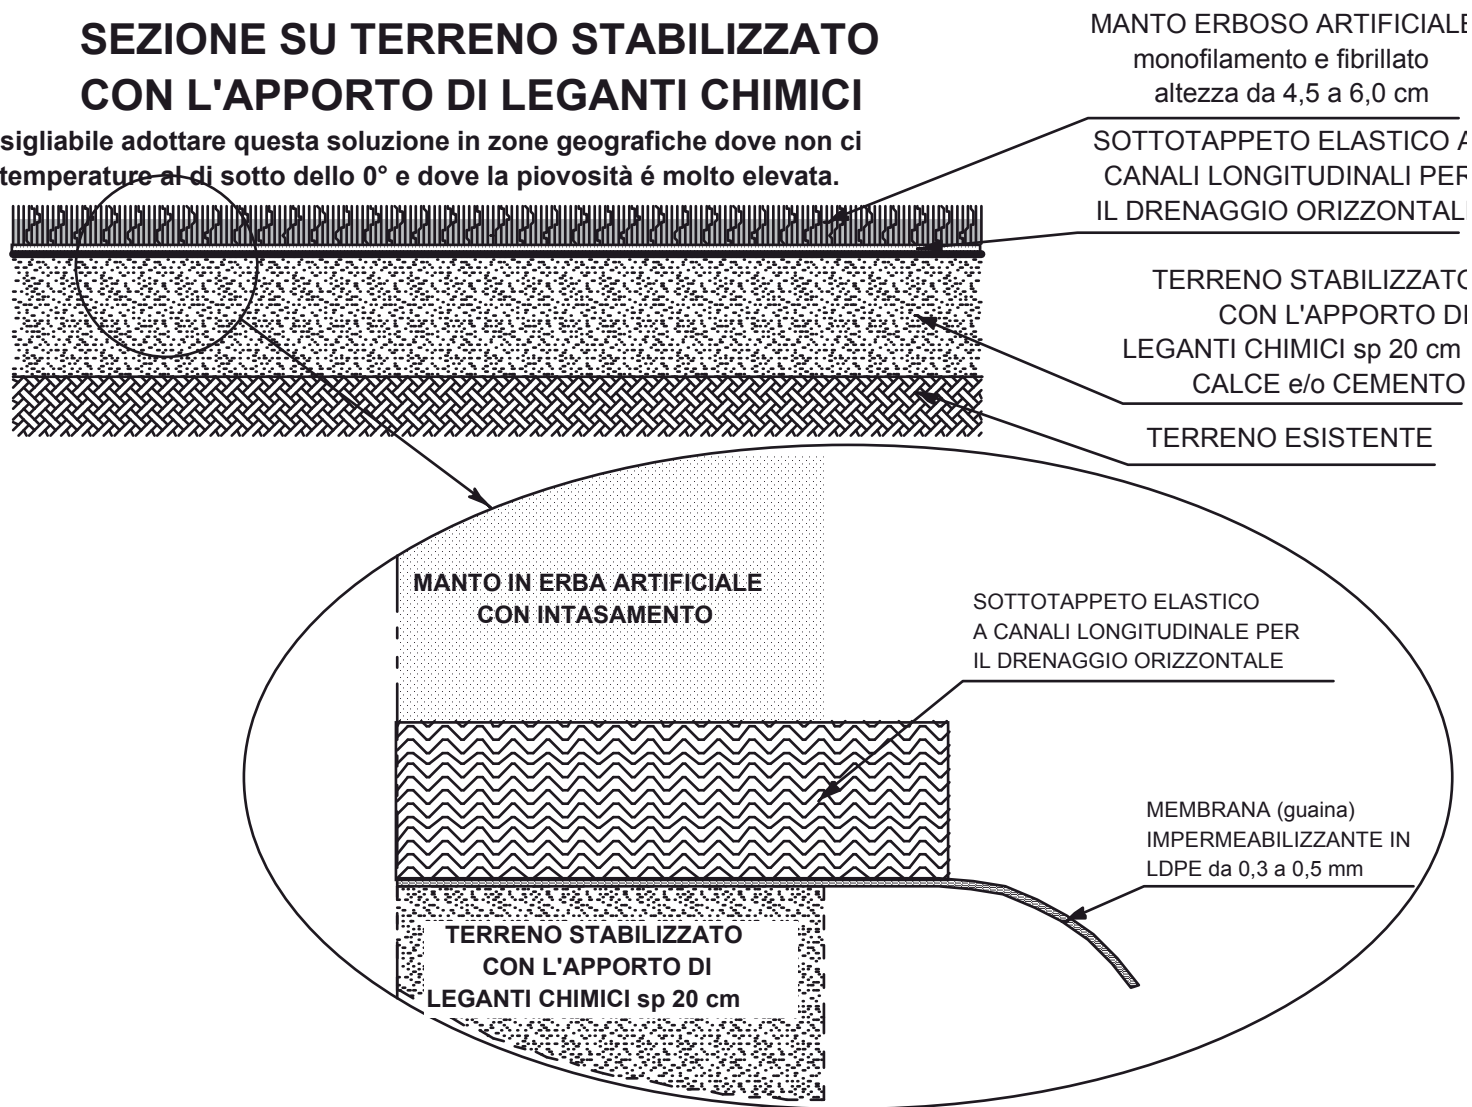 SEZIONE SU TERRENO STABILIZZATO
CON L'APPORTO DI LEGANTI CHIMICI
sigliabile adottare questa soluzione in zone geografiche dove non ci
temperature al di sotto dello 0° e dove la piovosità é molto elevata.
MANTO ERBOSO ARTIFICIALE
monofilamento e fibrillato
altezza da 4,5 a 6,0 cm
SOTTOTAPPETO ELASTICO A
CANALI LONGITUDINALI PER
IL DRENAGGIO ORIZZONTALE
TERRENO STABILIZZATO
CON L'APPORTO DI
LEGANTI CHIMICI sp 20 cm
CALCE e/o CEMENTO
TERRENO ESISTENTE
MANTO IN ERBA ARTIFICIALE
CON INTASAMENTO
SOTTOTAPPETO ELASTICO
A CANALI LONGITUDINALE PER
IL DRENAGGIO ORIZZONTALE
MEMBRANA (guaina)
IMPERMEABILIZZANTE IN
LDPE da 0,3 a 0,5 mm
TERRENO STABILIZZATO
CON L'APPORTO DI
LEGANTI CHIMICI sp 20 cm